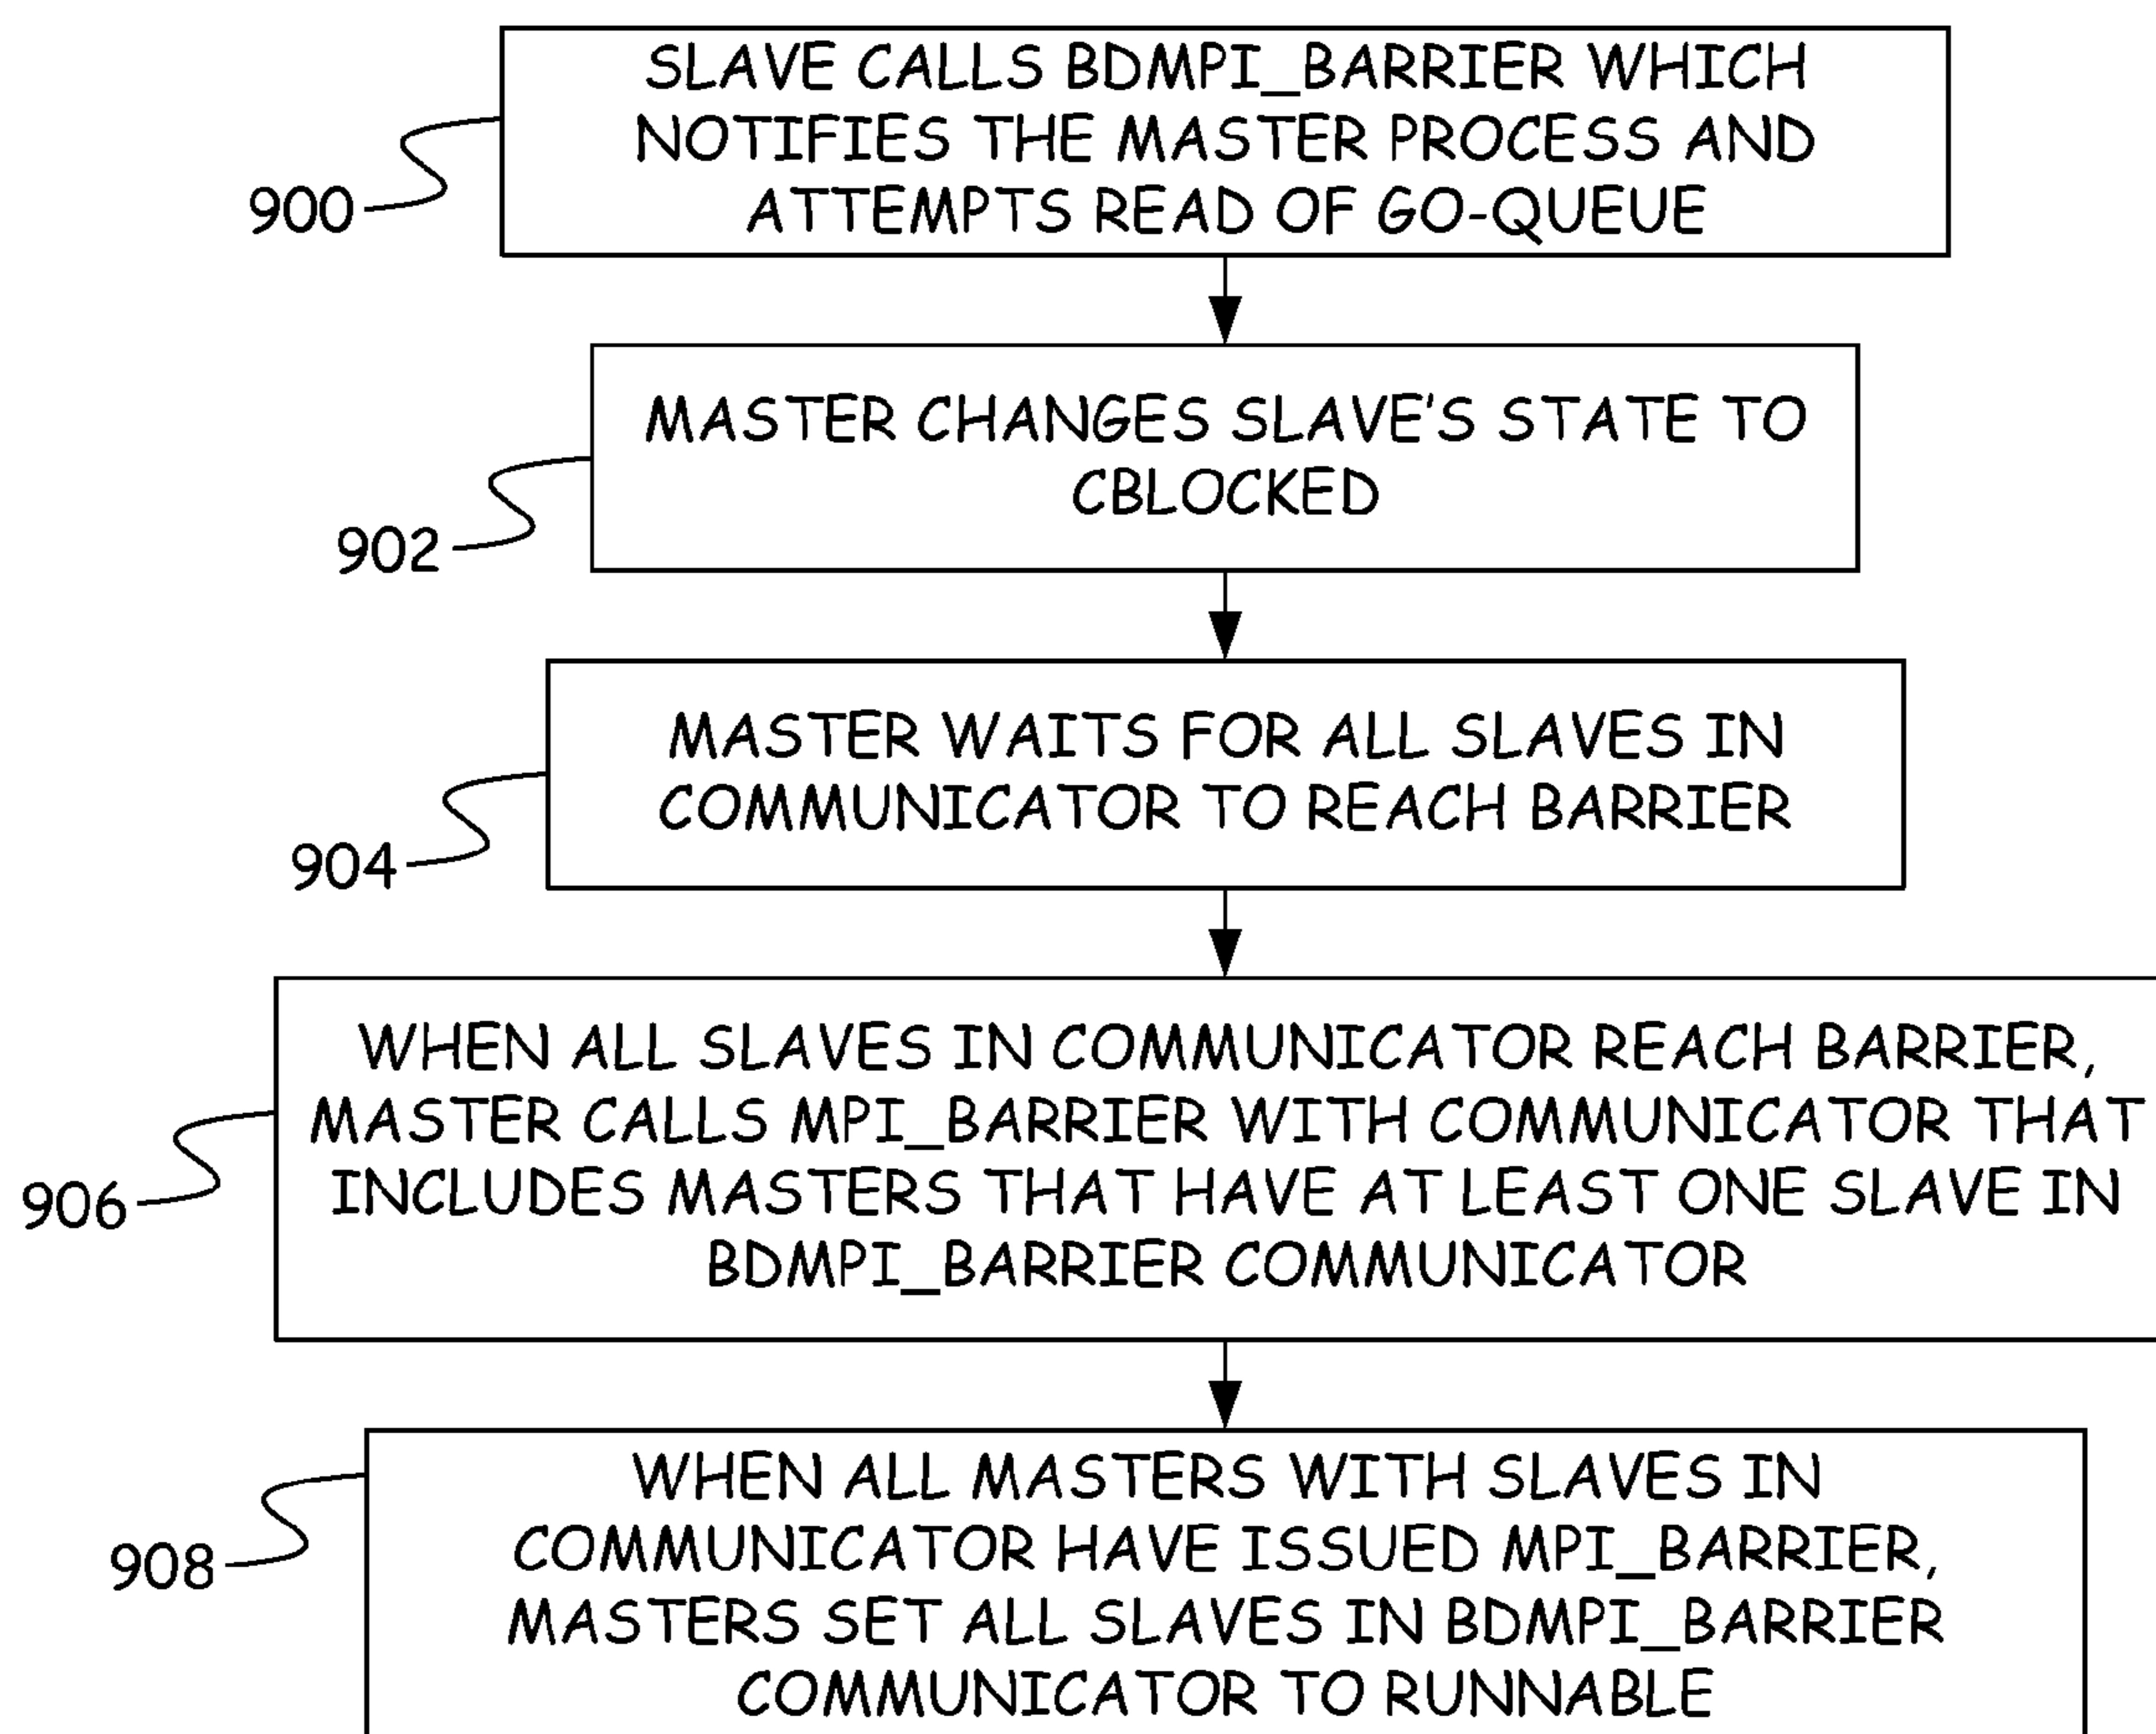 SLAVE CALLS BDMPI_BARRIER WHICH
NOTIFIES THE MASTER PROCESS AND
ATTEMPTS READ OF GO-QUEUE
900
MASTER CHANGES SLAVE'S STATE TO
CBLOCKED
902
MASTER WAITS FOR ALL SLAVES IN
COMMUNICATOR TO REACH BARRIER
904
WHEN ALL SLAVES IN COMMUNICATOR REACH BARRIER,
MASTER CALLS MPI_BARRIER WITH COMMUNICATOR THAT
INCLUDES MASTERS THAT HAVE AT LEAST ONE SLAVE IN
BDMPI_BARRIER COMMUNICATOR
906
WHEN ALL MASTERS WITH SLAVES IN
COMMUNICATOR HAVE ISSUED MPI_BARRIER,
MASTERS SET ALL SLAVES IN BDMPI_BARRIER
COMMUNICATOR TO RUNNABLE
908